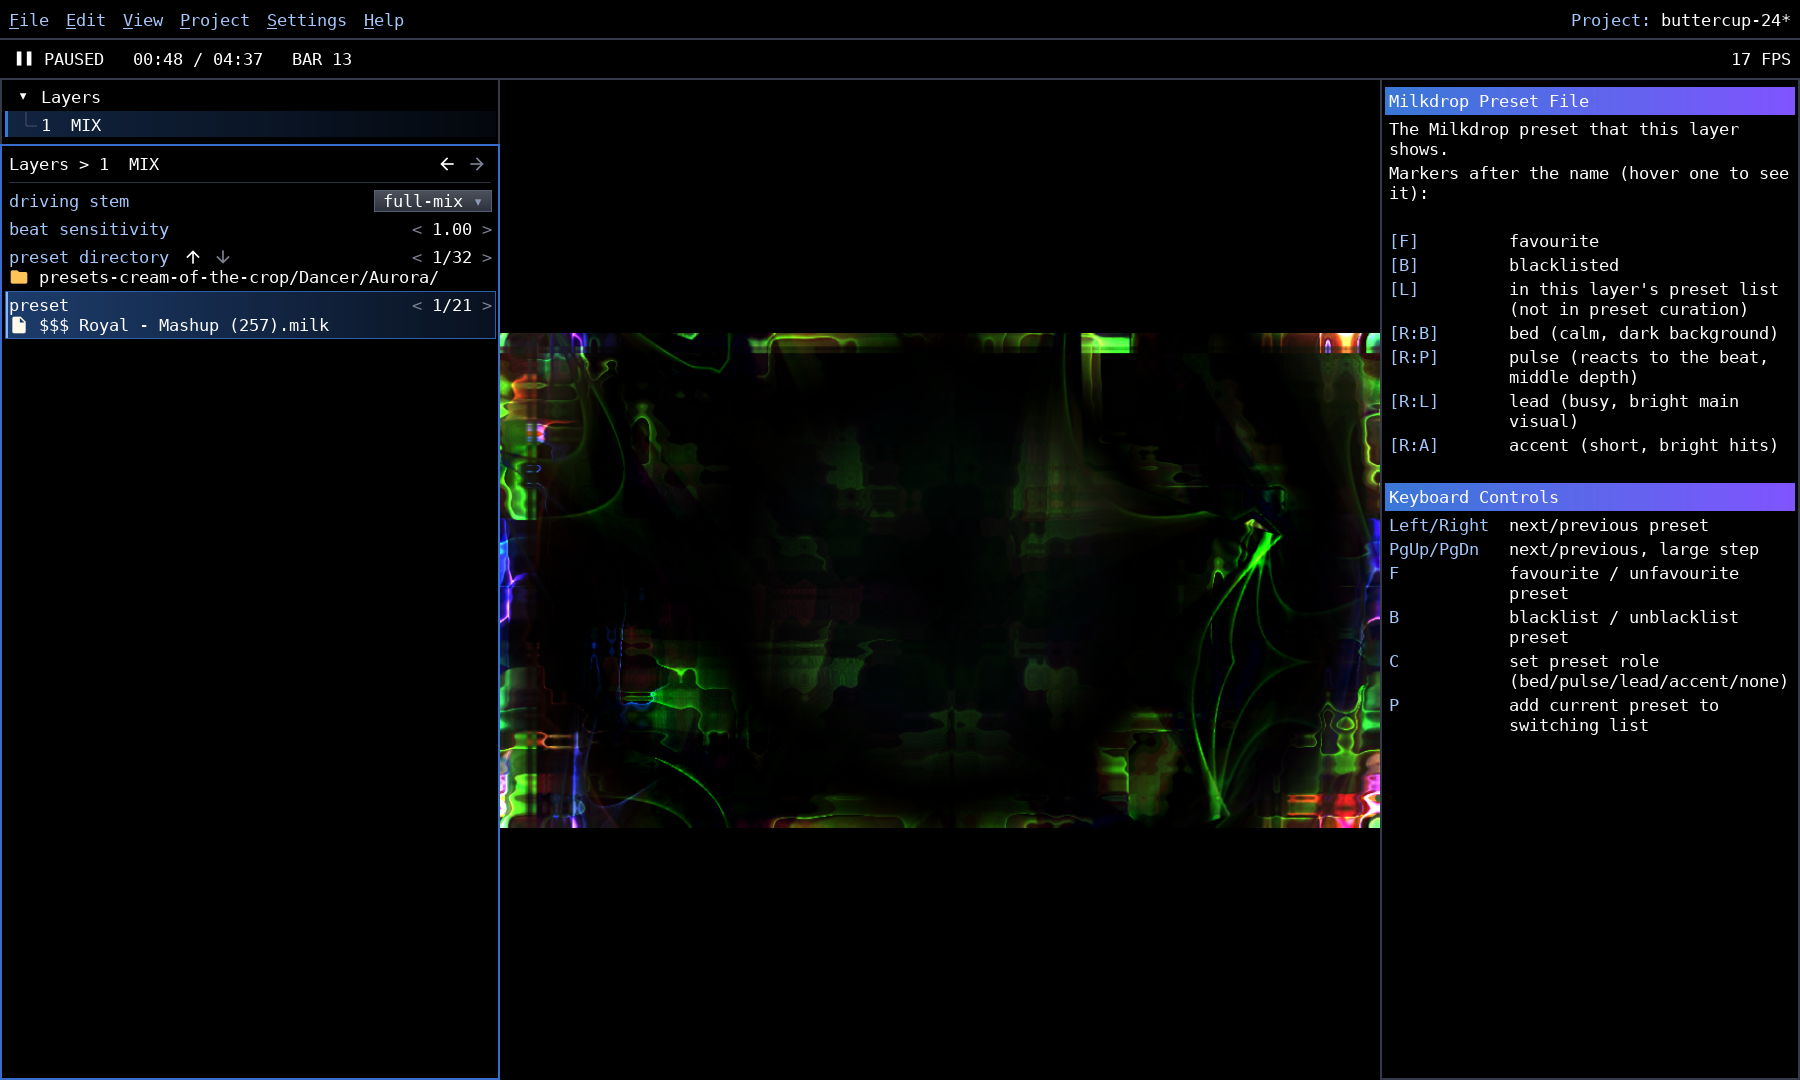 File Edit View Project Settings Help
Project: buttercup-24*
PAUSED 00:48 / 04:37 BAR 13
17 FPS
▼ Layers
1 MIX
Layers > 1 MIX ← →
driving stem full-mix ▼
beat sensitivity < 1.00 >
preset directory ↑ ↓ < 1/32 >
presets-cream-of-the-crop/Dancer/Aurora/
preset < 1/21 >
$$$ Royal - Mashup (257).milk
Milkdrop Preset File
The Milkdrop preset that this layer
shows.
Markers after the name (hover one to see
it):
[F] favourite
[B] blacklisted
[L] in this layer's preset list
(not in preset curation)
[R:B] bed (calm, dark background)
[R:P] pulse (reacts to the beat,
middle depth)
[R:L] lead (busy, bright main
visual)
[R:A] accent (short, bright hits)
Keyboard Controls
Left/Right next/previous preset
PgUp/PgDn next/previous, large step
F favourite / unfavourite
preset
B blacklist / unblacklist
preset
C set preset role
(bed/pulse/lead/accent/none)
P add current preset to
switching list